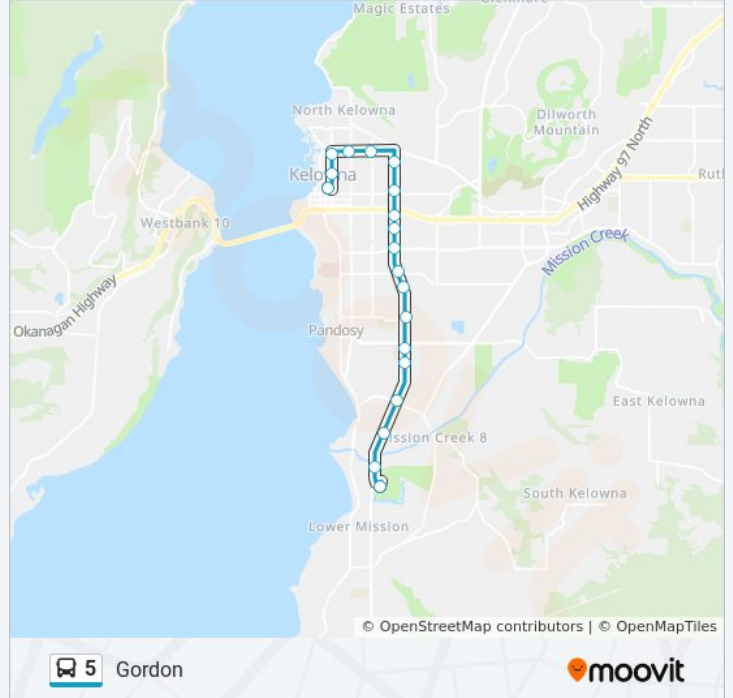 Magic Estates
North Kelowna
Dilworth
Mountain
Highway 97 North
Kelowna
Westbank 10
Mission Creek
Okanagan Highway
Pandosy
East Kelowna
Mission Creek 8
South Kelowna
Lower Mission
© OpenStreetMap contributors | © OpenMapTiles
5 Gordon
moovit